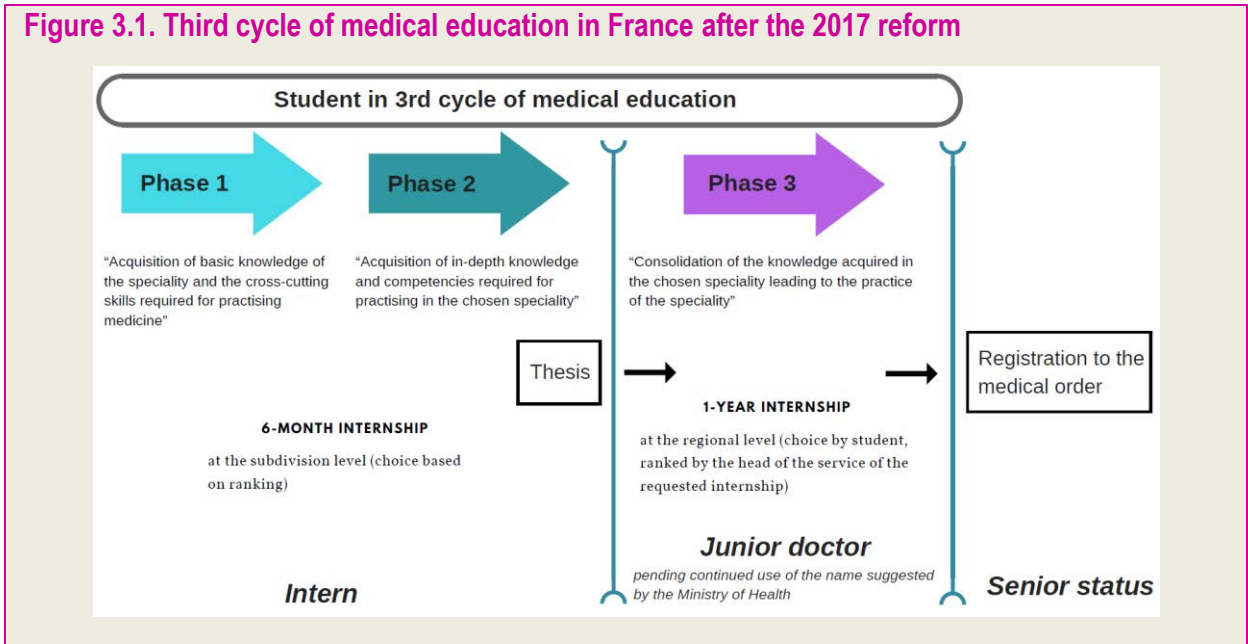 Figure 3.1. Third cycle of medical education in France after the 2017 reform
Student in 3rd cycle of medical education
Phase 1
Phase 2
Phase 3
“Acquisition of basic knowledge of
the speciality and the cross-cutting
skills required for practising
medicine”
“Acquisition of in-depth knowledge
and competencies required for
practising in the chosen speciality”
“Consolidation of the knowledge acquired in
the chosen speciality leading to the practice
of the speciality”
Thesis
Registration to the
medical order
6-MONTH INTERNSHIP
at the subdivision level (choice based
on ranking)
1-YEAR INTERNSHIP
at the regional level (choice by student,
ranked by the head of the service of the
requested internship)
Intern
Junior doctor
pending continued use of the name suggested
by the Ministry of Health
Senior status